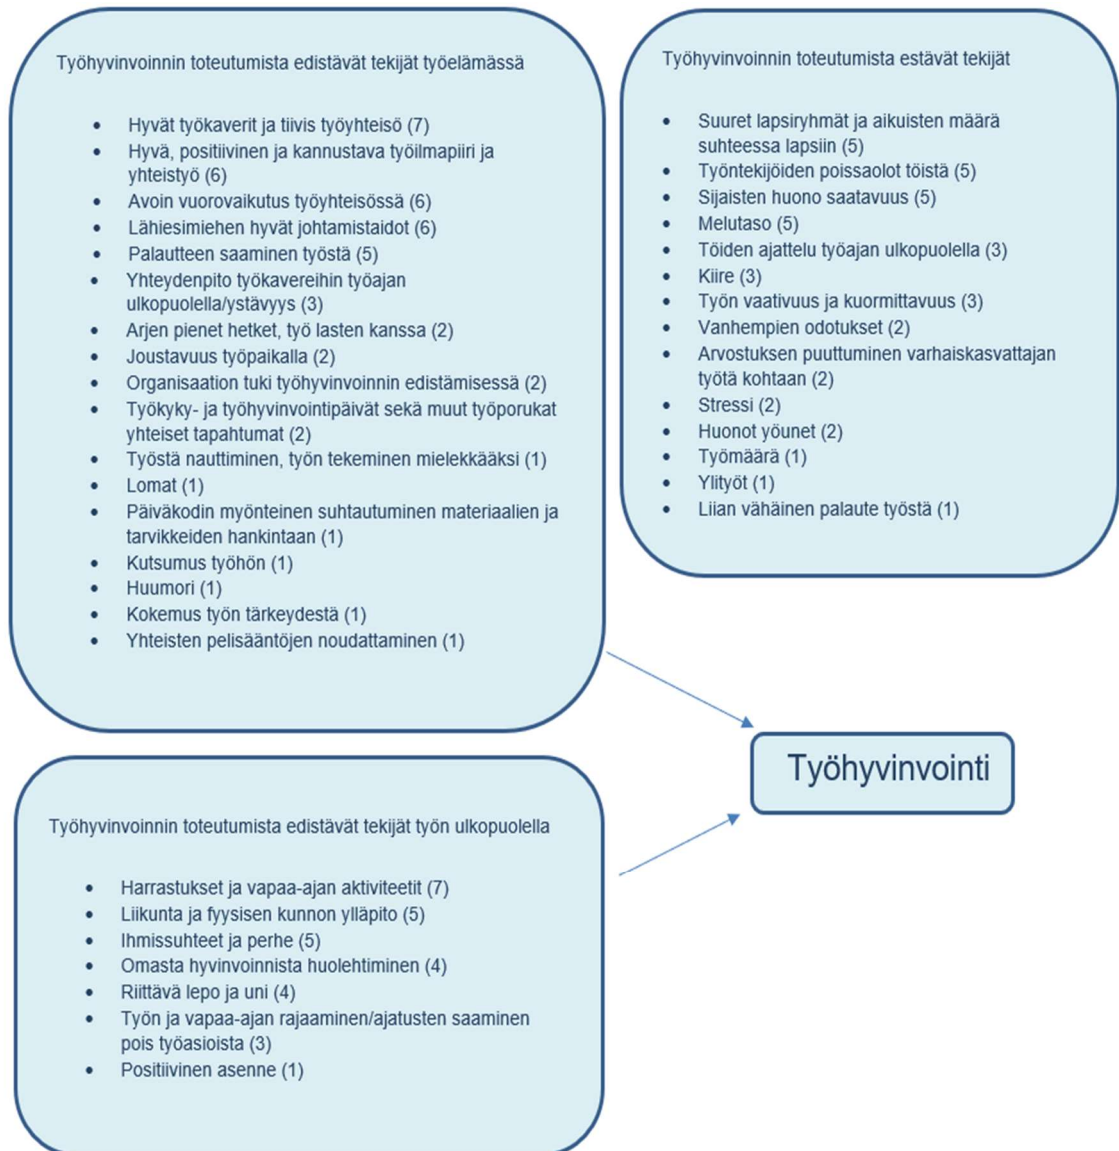 Työhyvinvoinnin toteutumista edistävät tekijät työelämässä
• Hyvät työkaverit ja tiivis työyhteisö (7)
• Hyvä, positiivinen ja kannustava työilmapiiri ja
yhteistyö (6)
• Avoin vuorovaikutus työyhteisössä (6)
• Lähiesimiehen hyvät johtamistaidot (6)
• Palautteen saaminen työstä (5)
• Yhteydenpito työkavereihin työajan
ulkopuolella/ystävyys (3)
• Arjen pienet hetket, työ lasten kanssa (2)
• Joustavuus työpaikalla (2)
• Organisaation tuki työhyvinvoinnin edistämisessä (2)
• Työkyky- ja työhyvinvointipäivät sekä muut työporukat
yhteiset tapahtumat (2)
• Työstä nauttiminen, työn tekeminen mielekkääksi (1)
• Lomat (1)
• Päiväkodin myönteinen suhtautuminen materiaalien ja
tarvikkeiden hankintaan (1)
• Kutsumus työhön (1)
• Huumori (1)
• Kokemus työn tärkeydestä (1)
• Yhteisten pelisääntöjen noudattaminen (1)
Työhyvinvoinnin toteutumista estävät tekijät
• Suuret lapsiryhmät ja aikuisten määrä
suhteessa lapsiin (5)
• Työntekijöiden poissaolot töistä (5)
• Sijaisten huono saatavuus (5)
• Melutaso (5)
• Töiden ajattelu työajan ulkopuolella (3)
• Kiire (3)
• Työn vaativuus ja kuormittavuus (3)
• Vanhempien odotukset (2)
• Arvostuksen puuttuminen varhaiskasvattajan
työtä kohtaan (2)
• Stressi (2)
• Huonot yöunet (2)
• Työmäärä (1)
• Ylityöt (1)
• Liian vähäinen palaute työstä (1)
Työhyvinvointi
Työhyvinvoinnin toteutumista edistävät tekijät työn ulkopuolella
• Harrastukset ja vapaa-ajan aktiviteetit (7)
• Liikunta ja fyysisen kunnon ylläpito (5)
• Ihmissuhteet ja perhe (5)
• Omasta hyvinvoinnista huolehtiminen (4)
• Riittävä lepo ja uni (4)
• Työn ja vapaa-ajan rajaaminen/ajatusten saaminen
pois työasioista (3)
• Positiivinen asenne (1)